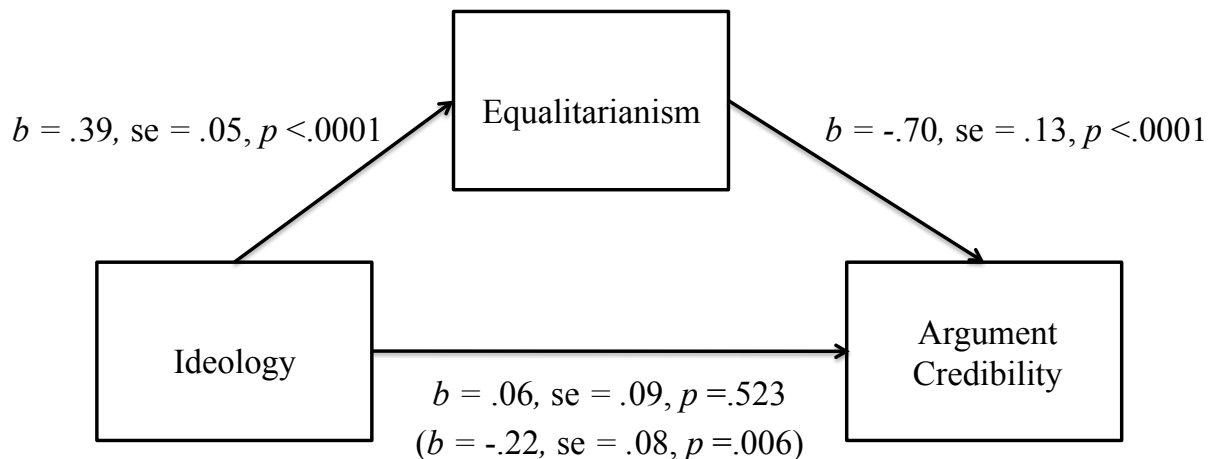 Equalitarianism
b = .39, se = .05, p <.0001
b = -.70, se = .13, p <.0001
Ideology
Argument
Credibility
b = .06, se = .09, p =.523
(b = -.22, se = .08, p =.006)